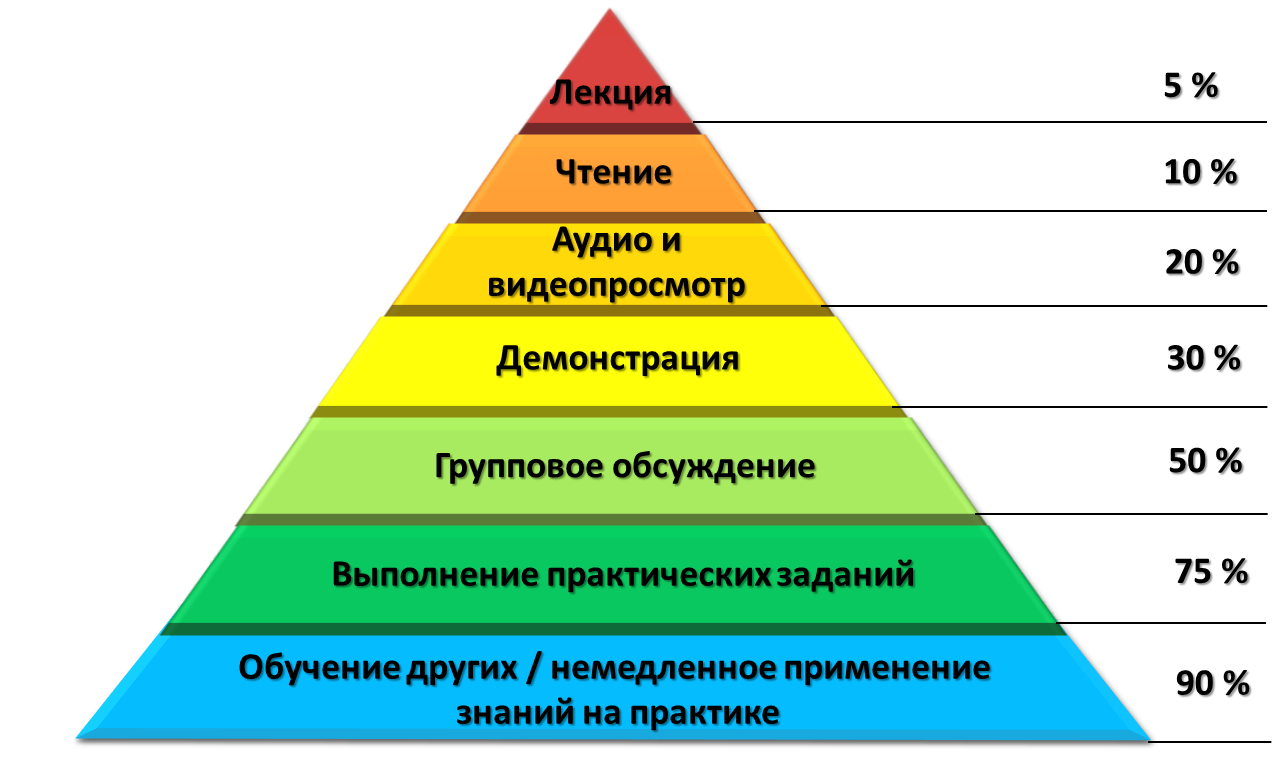 Лекция
5 %
Чтение
10 %
Аудио и
видеопросмотр
20 %
Демонстрация
30 %
Групповое обсуждение
50 %
Выполнение практических заданий
75 %
Обучение других / немедленное применение
знаний на практике
90 %